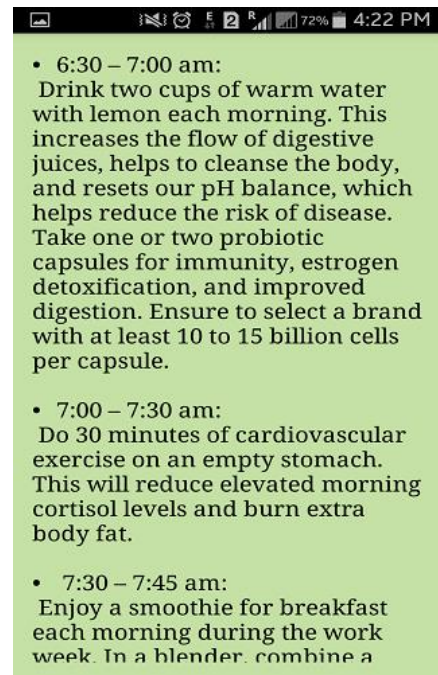 72% 4:22 PM
• 6:30 – 7:00 am:
Drink two cups of warm water
with lemon each morning. This
increases the flow of digestive
juices, helps to cleanse the body,
and resets our pH balance, which
helps reduce the risk of disease.
Take one or two probiotic
capsules for immunity, estrogen
detoxification, and improved
digestion. Ensure to select a brand
with at least 10 to 15 billion cells
per capsule.
• 7:00 – 7:30 am:
Do 30 minutes of cardiovascular
exercise on an empty stomach.
This will reduce elevated morning
cortisol levels and burn extra
body fat.
• 7:30 – 7:45 am:
Enjoy a smoothie for breakfast
each morning during the work
week. In a blender, combine a